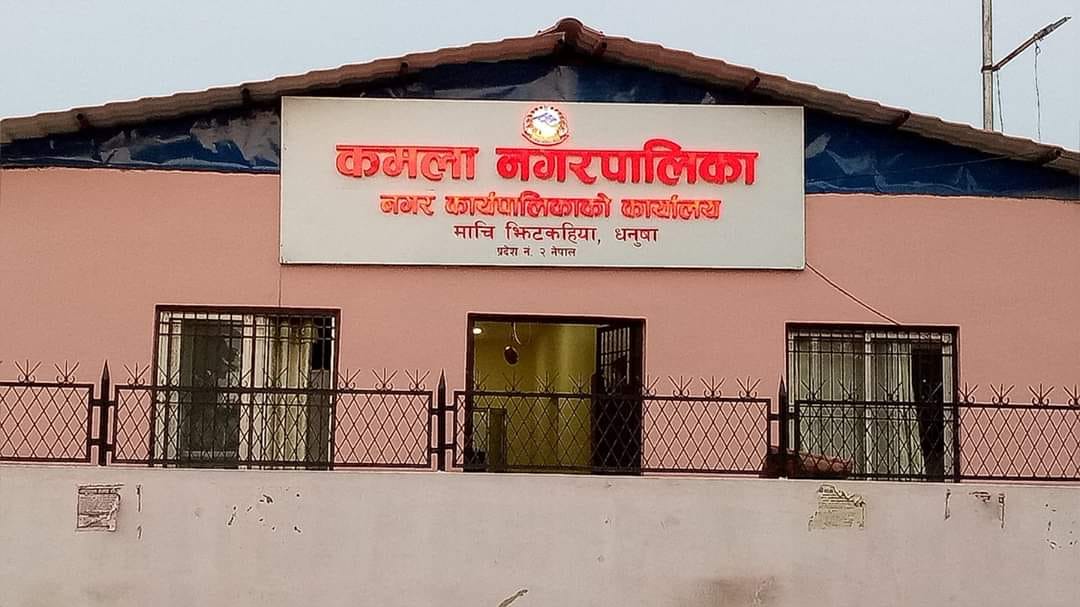 कमला नगरपालिका
नगर कार्यपालिकाको कार्यालय
माचि झिटकहिया, धनुषा
प्रदेश नं. २ नेपाल